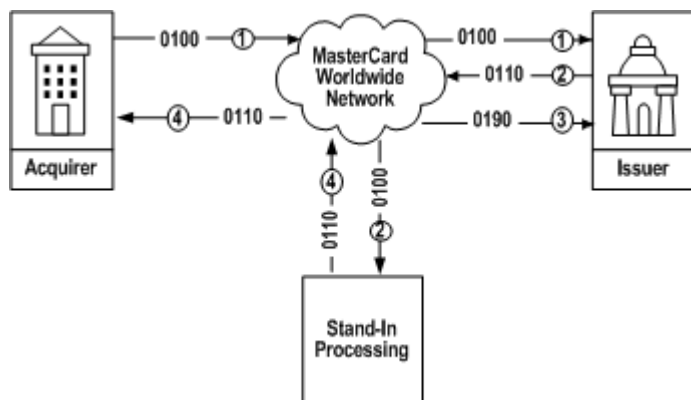 0100 1
MasterCard
Worldwide
Network
0100 1
0110 2
4 0110
0190 3
Acquirer
Issuer
4
0110
0100
2
Stand-In
Processing